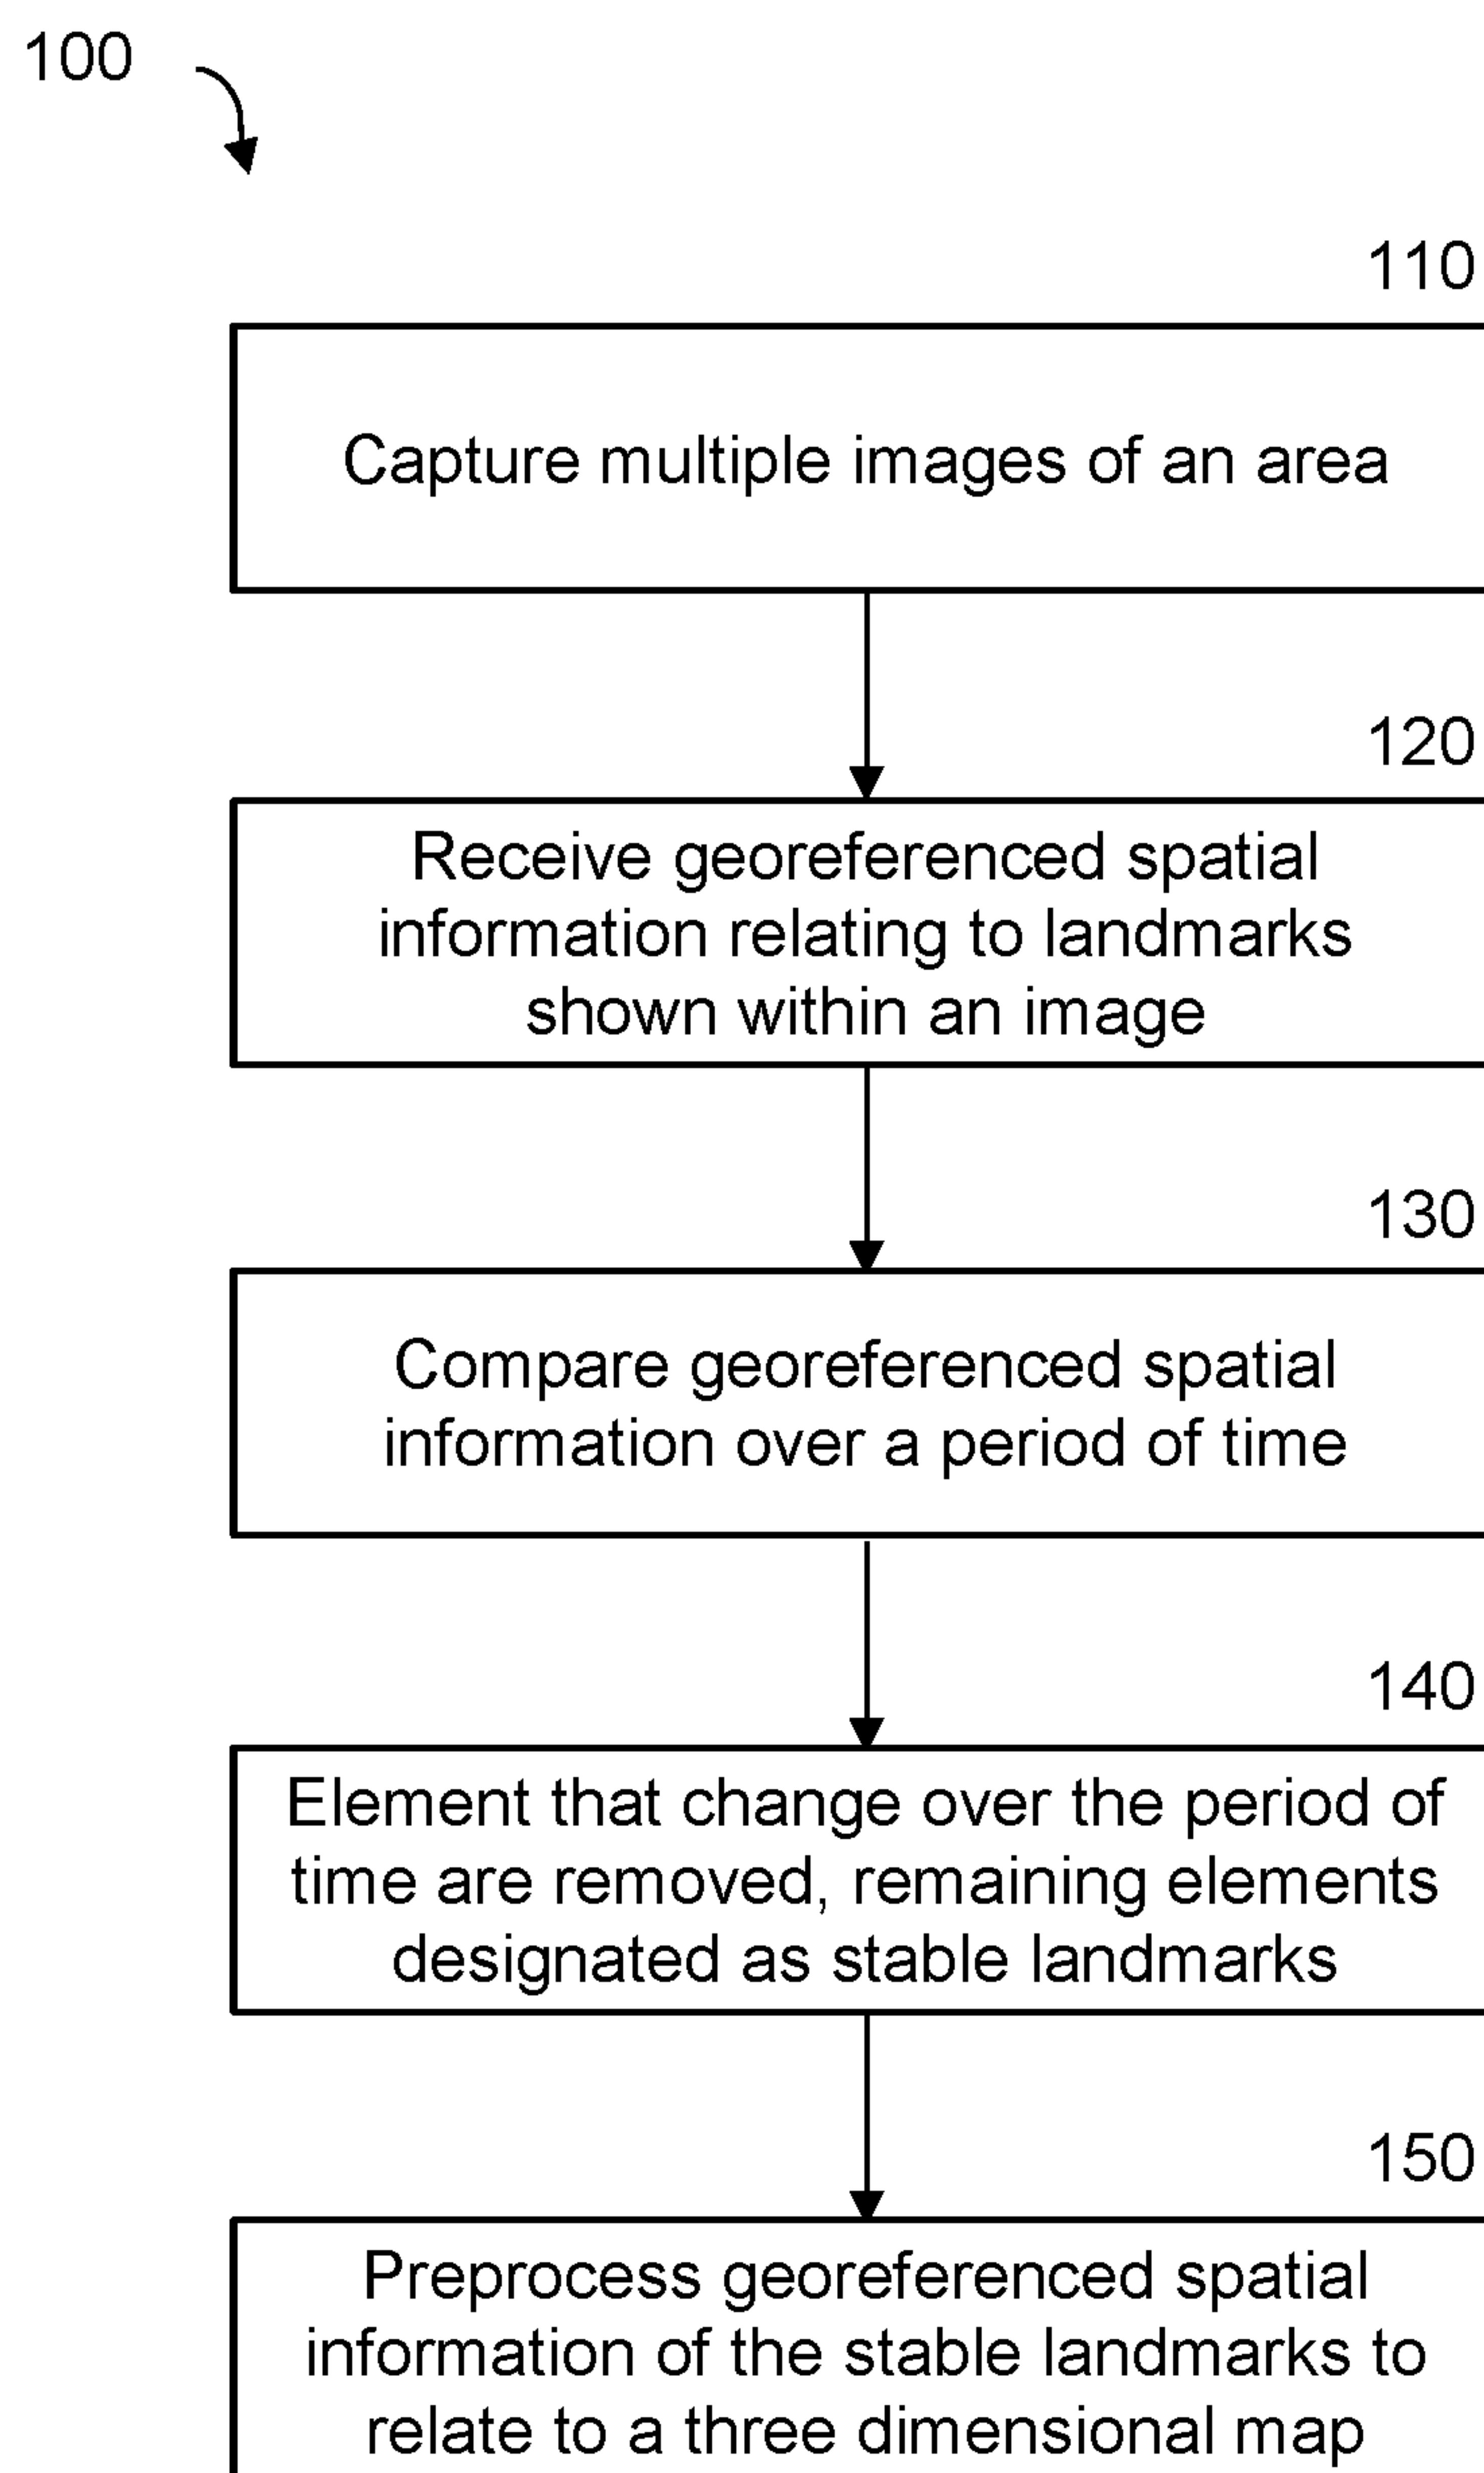 100
110
Capture multiple images of an area
120
Receive georeferenced spatial
information relating to landmarks
shown within an image
130
Compare georeferenced spatial
information over a period of time
140
Element that change over the period of
time are removed, remaining elements
designated as stable landmarks
150
Preprocess georeferenced spatial
information of the stable landmarks to
relate to a three dimensional map